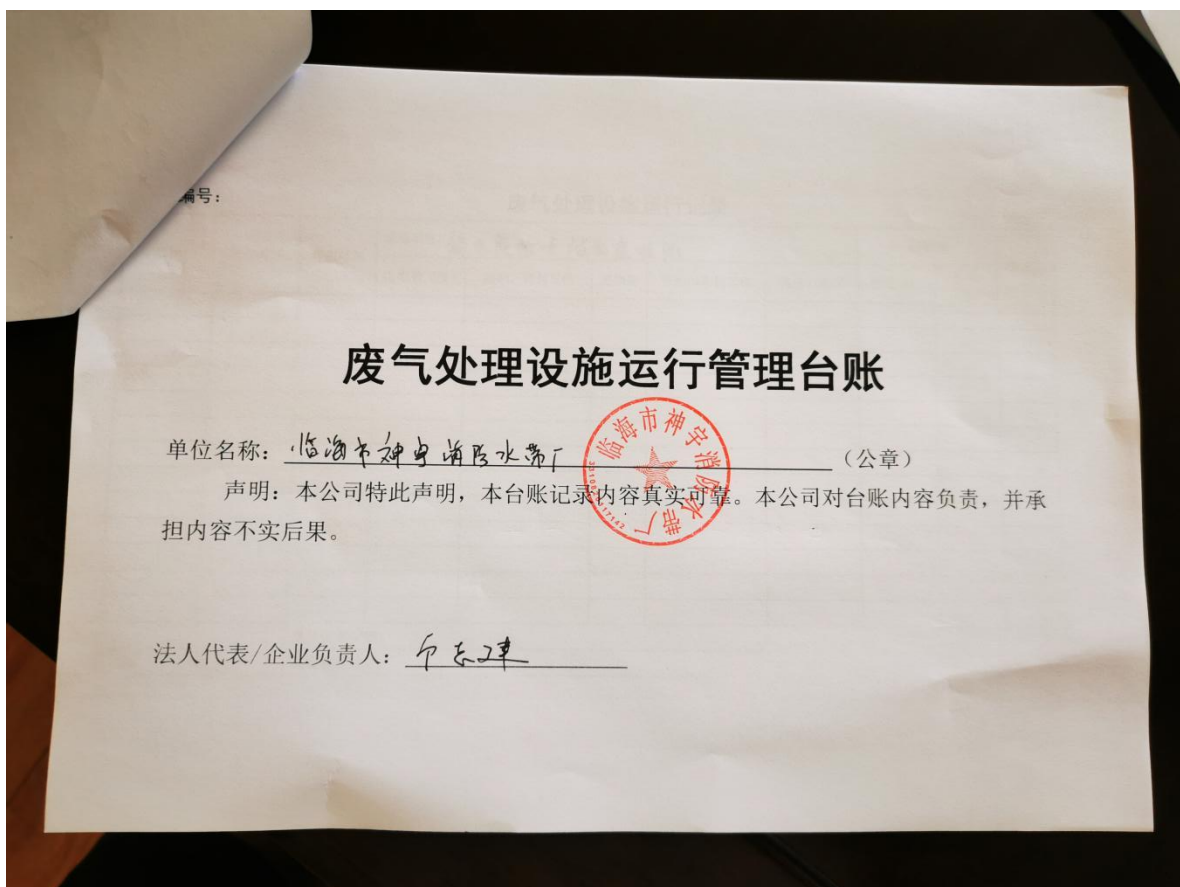 编号：
废气处理设施运行管理台账
单位名称：临海市神宇消防水带厂（公章）
临海市神宇消防水带厂
声明：本公司特此声明，本台账记录内容真实可靠。本公司对台账内容负责，并承
担内容不实后果。
法人代表/企业负责人：